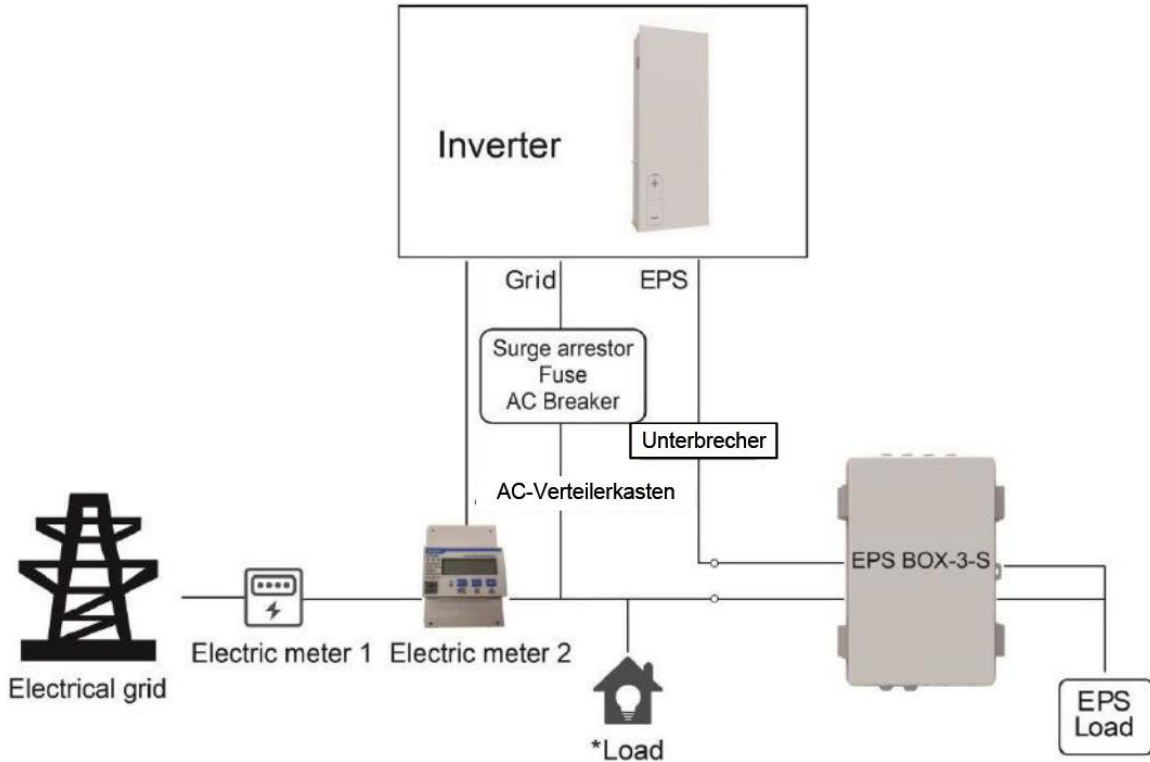 Inverter
Grid
EPS
Surge arrestor
Fuse
AC Breaker
Unterbrecher
AC-Verteilerkasten
EPS BOX-3-S
Electric meter 1
Electric meter 2
Electrical grid
*Load
EPS
Load